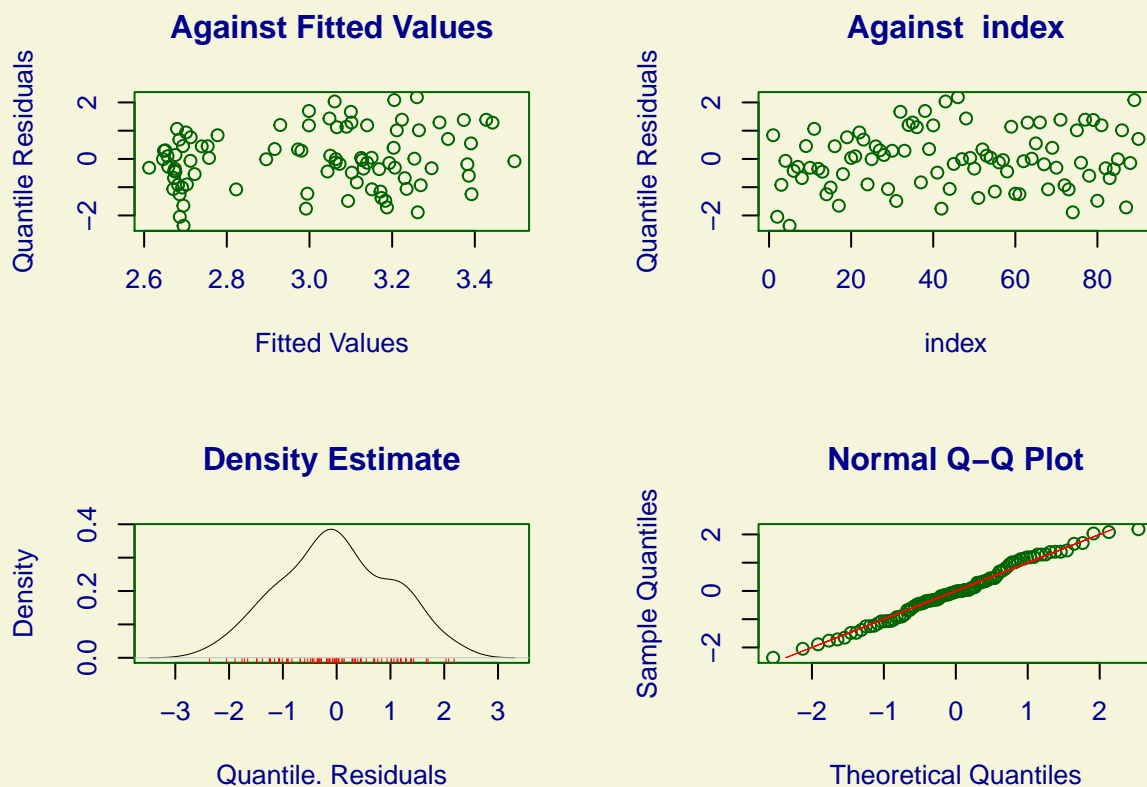 Against Fitted Values
Quantile Residuals
2
0
−2
2.6 2.8 3.0 3.2 3.4
Fitted Values
Against index
Quantile Residuals
2
0
−2
0 20 40 60 80
index
Density Estimate
Density
0.4
0.2
0.0
−3 −2 −1 0 1 2 3
Quantile. Residuals
Normal Q−Q Plot
Sample Quantiles
2
0
−2
−2 −1 0 1 2
Theoretical Quantiles